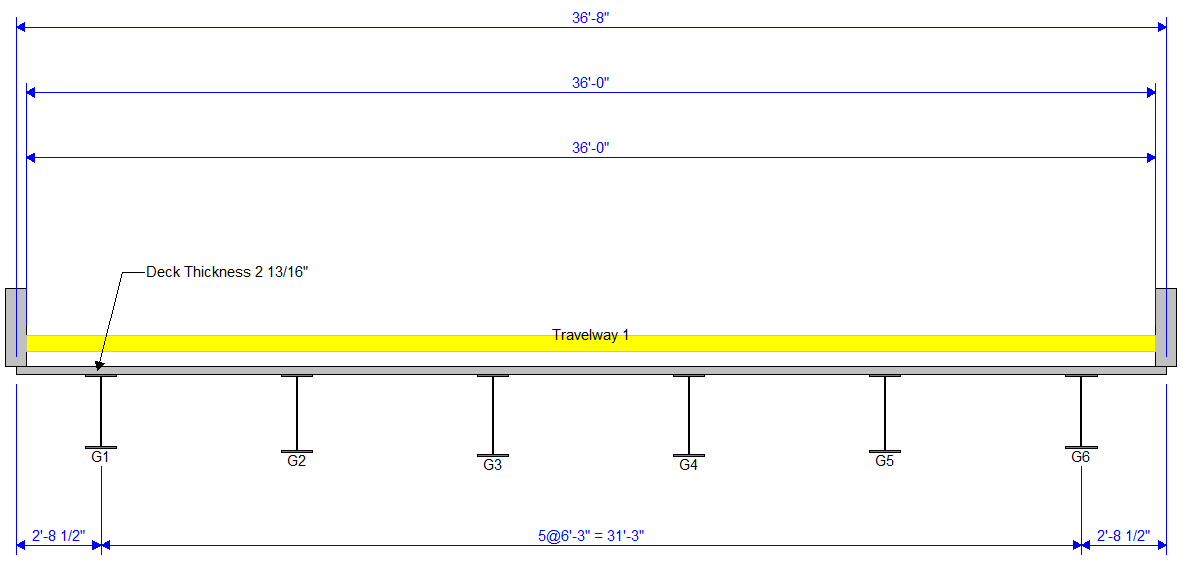 36'-8"
36'-0"
36'-0"
Deck Thickness 2 13/16"
Travelway 1
G1
G2
G3
G4
G5
G6
2'-8 1/2"
5@6'-3" = 31'-3"
2'-8 1/2"